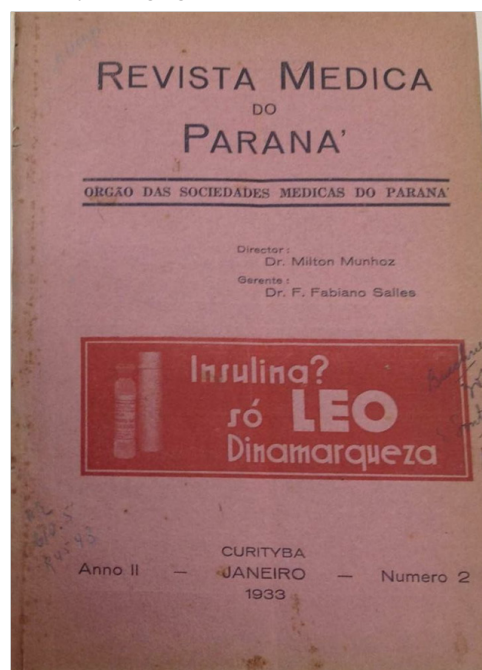 REVISTA MEDICA
DO
PARANA'
ORGÃO DAS SOCIEDADES MEDICAS DO PARANA'
Director :
Dr. Milton Munhoz
Gerente :
Dr. F. Fabiano Salles
Insulina?
só LEO
Dinamarqueza
CURITYBA
Anno II — JANEIRO — Numero 2
1933